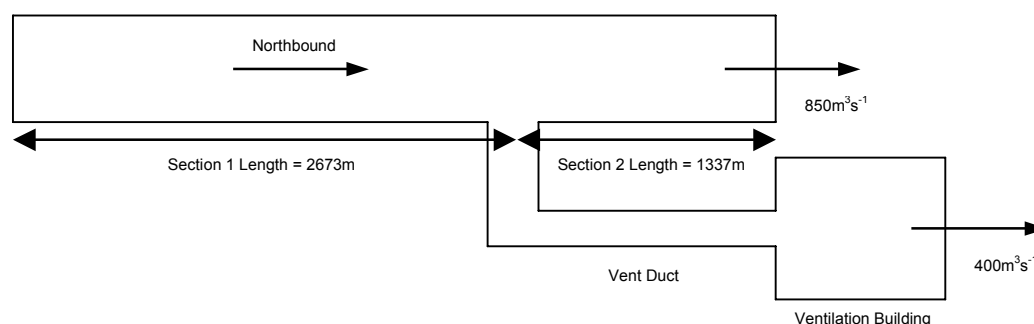 Northbound
850m³s⁻¹
Section 1 Length = 2673m
Section 2 Length = 1337m
400m³s⁻¹
Vent Duct
Ventilation Building